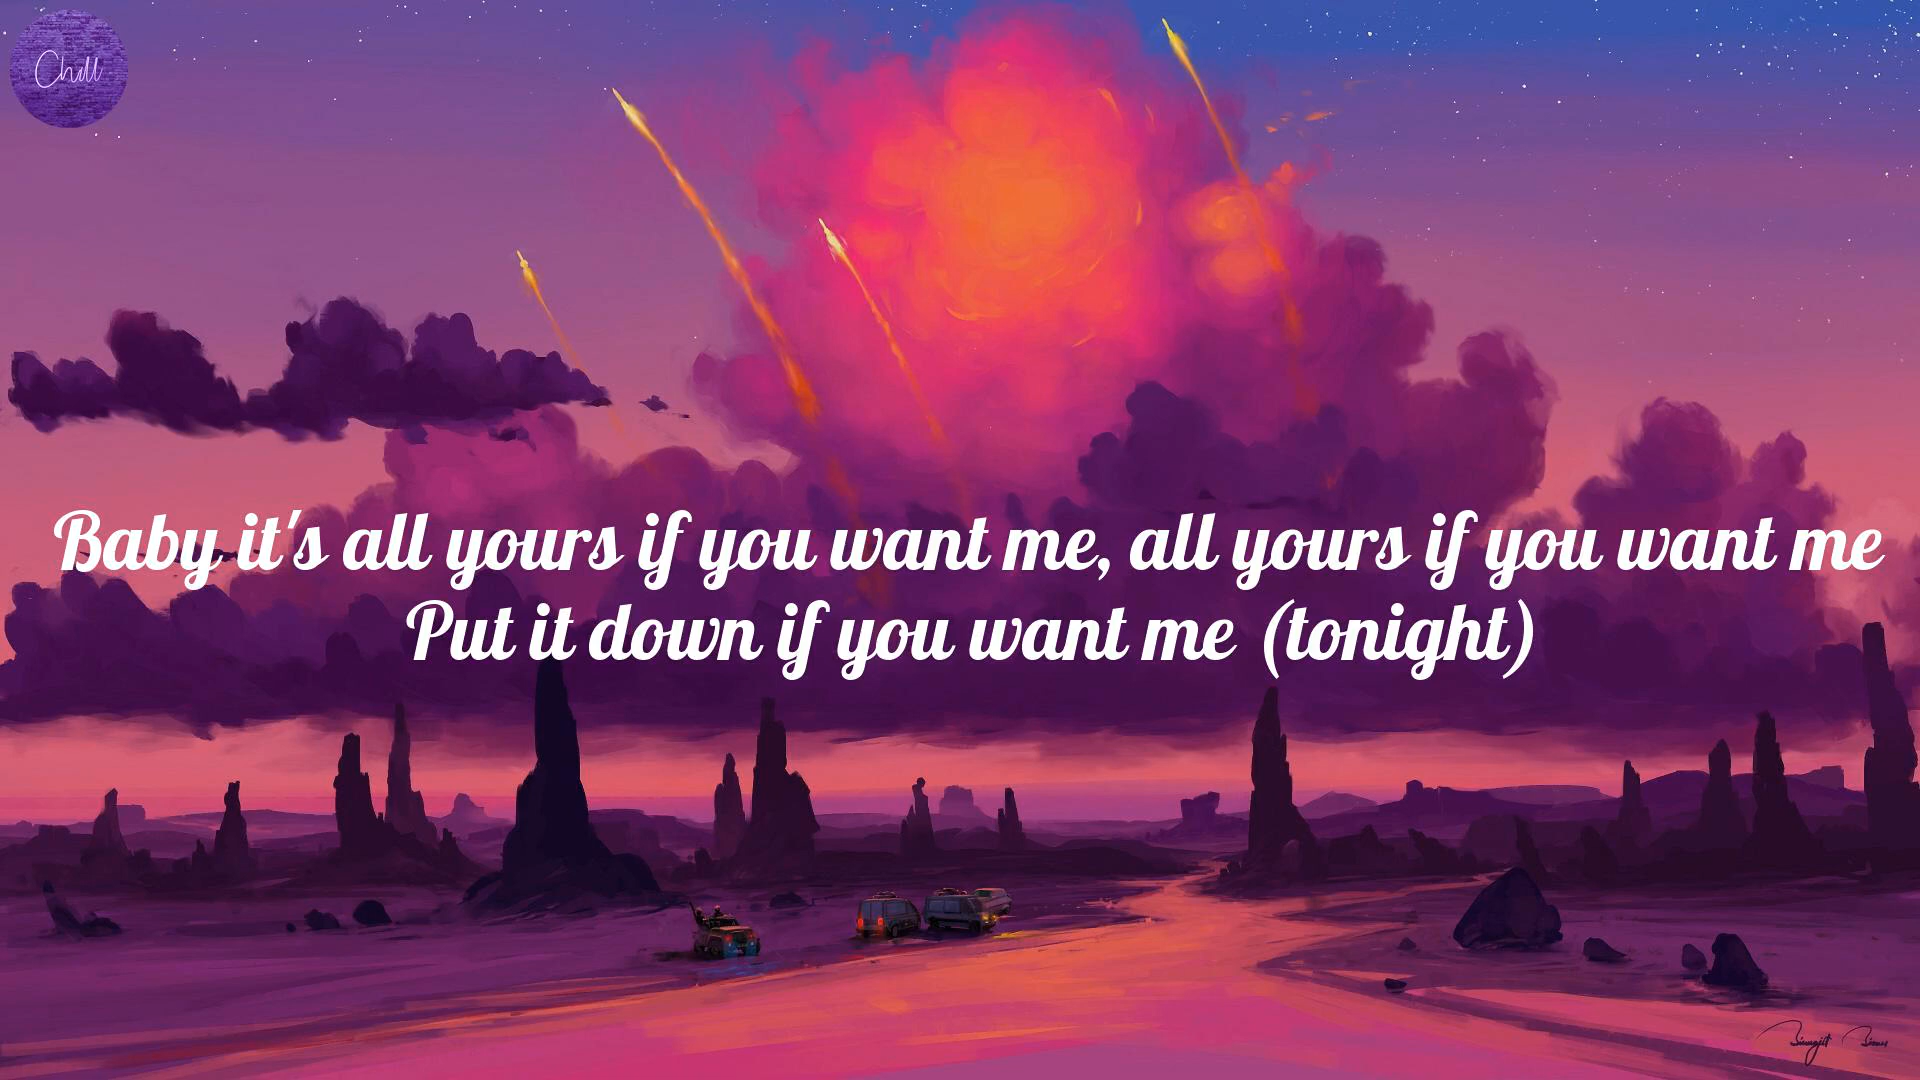 Chill
Baby it's all yours if you want me, all yours if you want me
Put it down if you want me (tonight)